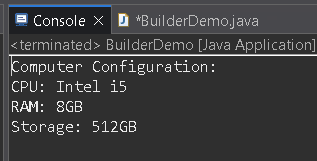 Console × *BuilderDemo.java
<terminated> BuilderDemo [Java Application]
Computer Configuration:
CPU: Intel i5
RAM: 8GB
Storage: 512GB